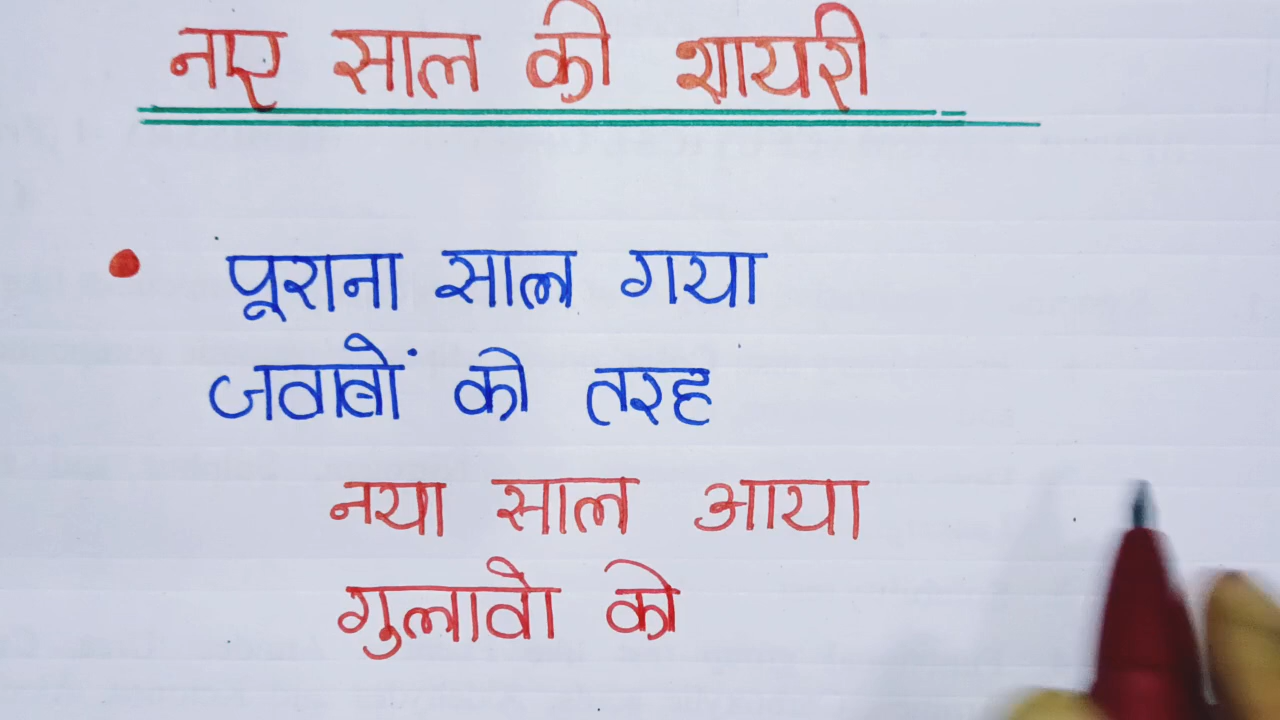 नए साल की शायरी
पूराना साल गया
जवाबों की तरह
नया साल आया
गुलावो की